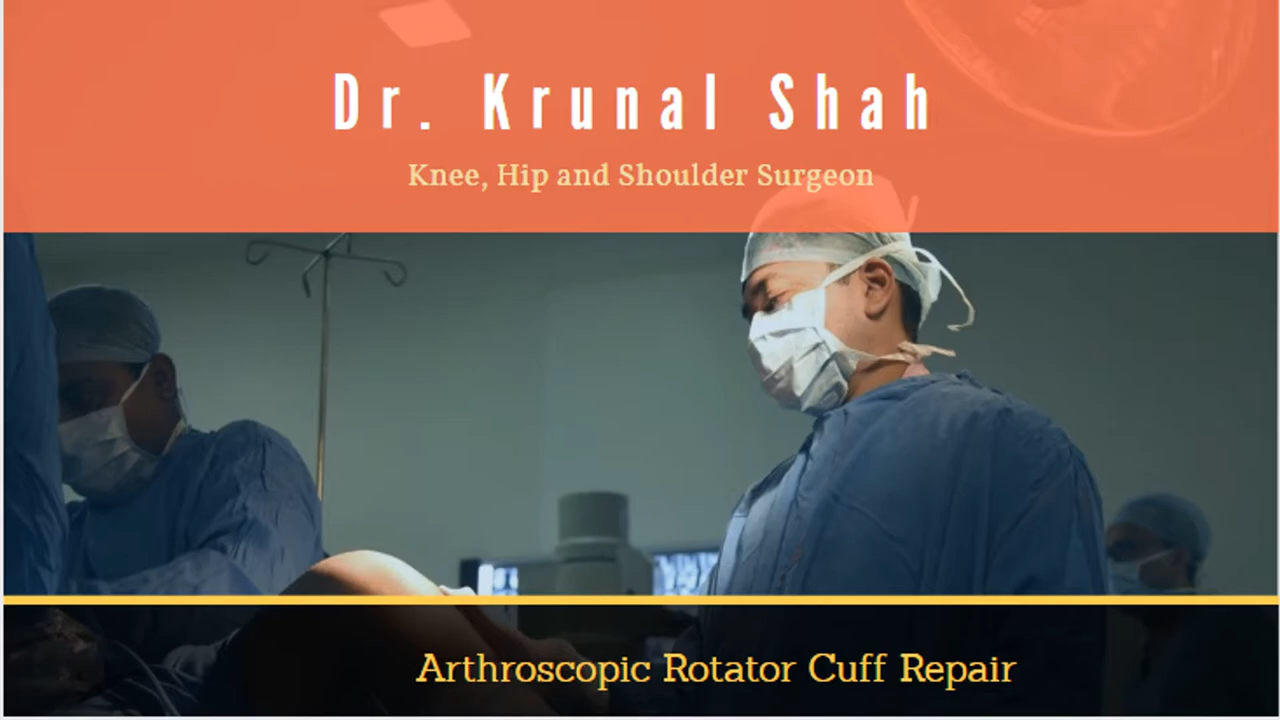 Dr. Krunal Shah
Knee, Hip and Shoulder Surgeon
Arthroscopic Rotator Cuff Repair